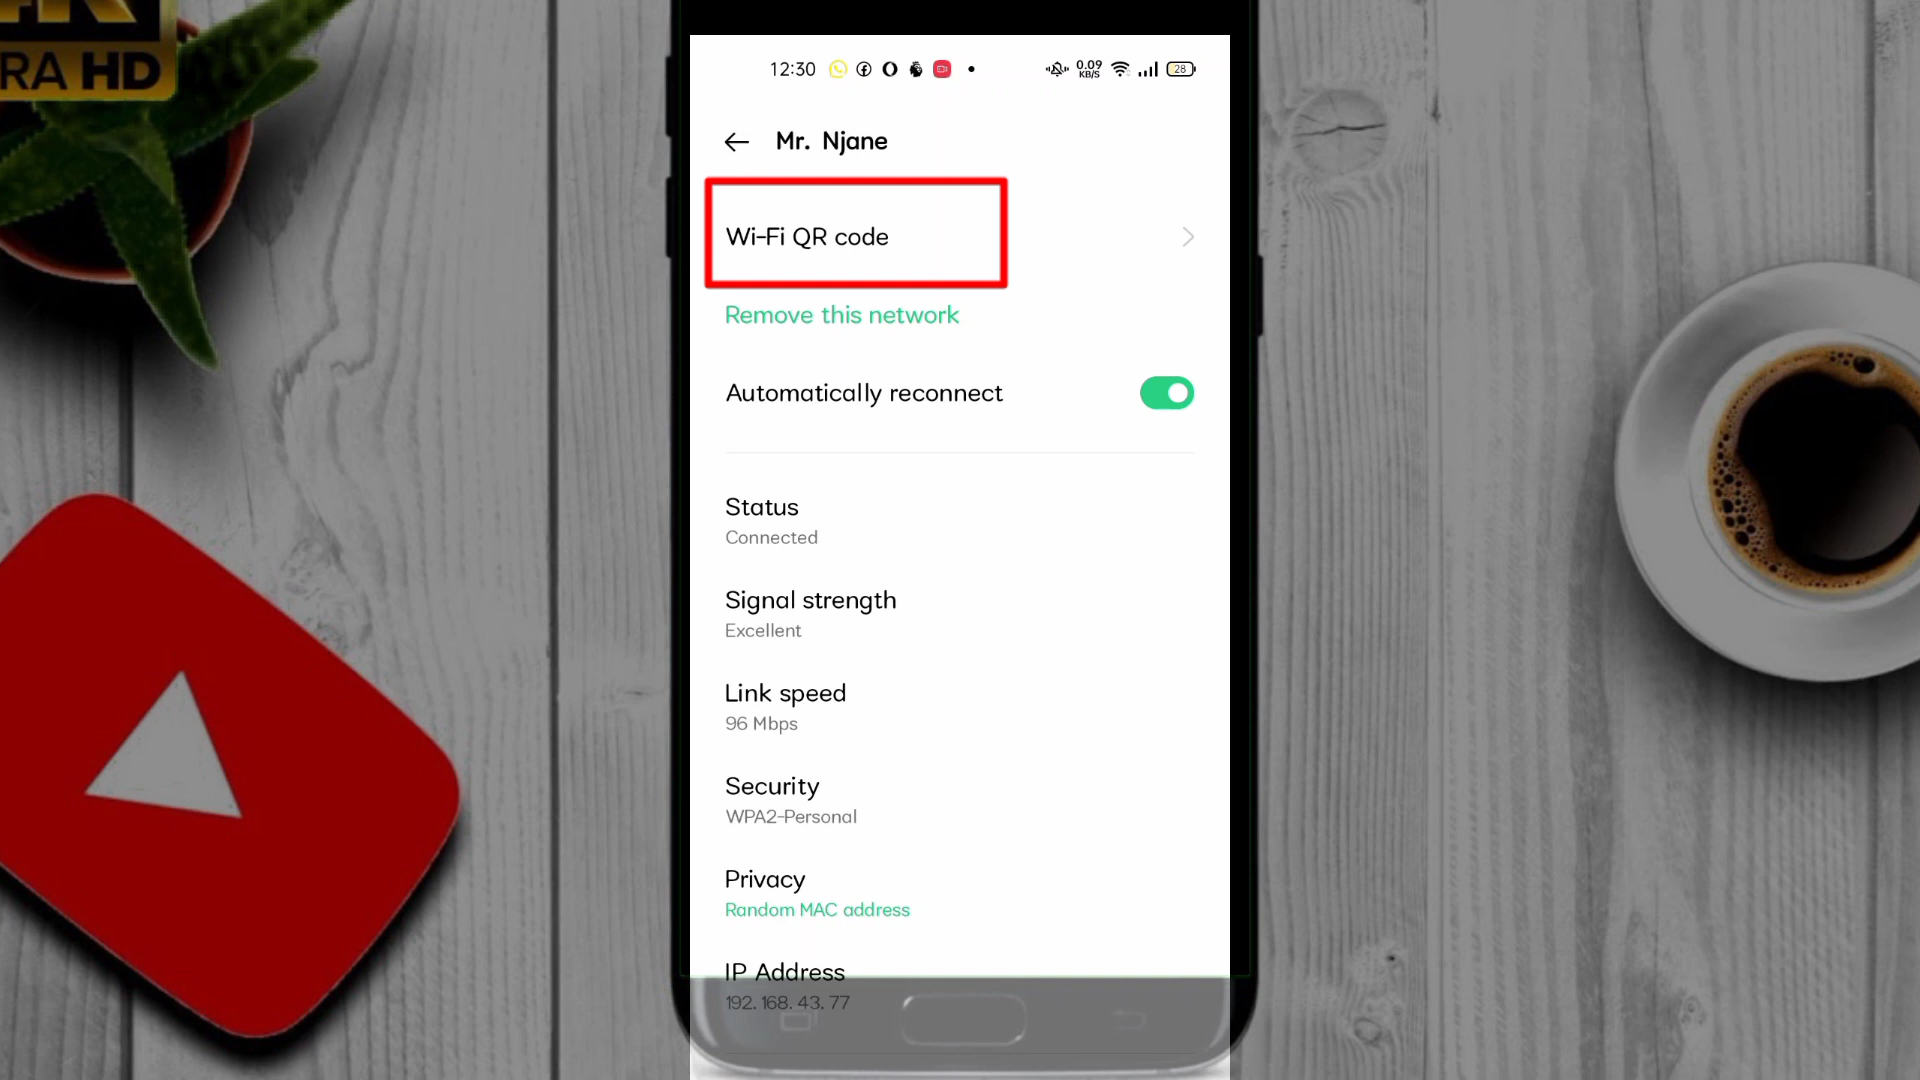 RA HD
12:30
0.09
KB/S
28
Mr. Njane
Wi-Fi QR code
Remove this network
Automatically reconnect
Status
Connected
Signal strength
Excellent
Link speed
96 Mbps
Security
WPA2-Personal
Privacy
Random MAC address
IP Address
192. 168. 43. 77